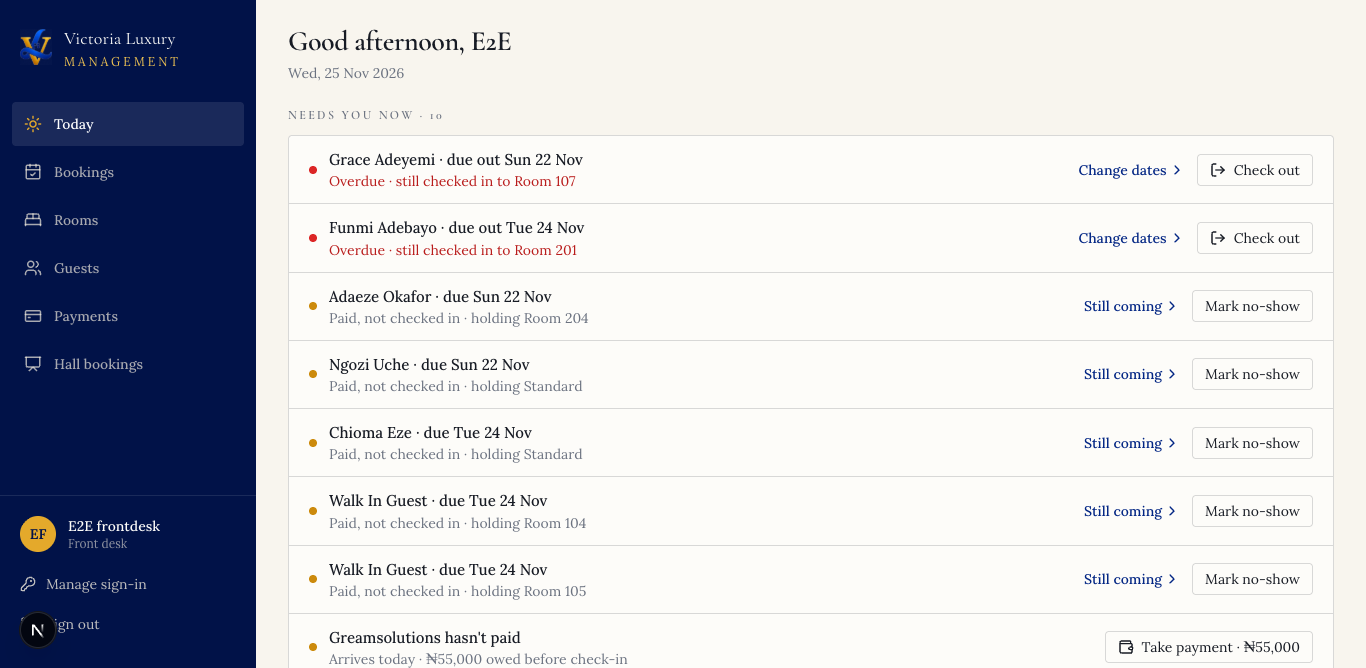 Victoria Luxury
MANAGEMENT
Today
Bookings
Rooms
Guests
Payments
Hall bookings
EF
E2E frontdesk
Front desk
Manage sign-in
ign out
N
Good afternoon, E2E
Wed, 25 Nov 2026
NEEDS YOU NOW · 10
Grace Adeyemi · due out Sun 22 Nov
Overdue · still checked in to Room 107
Change dates
Check out
Funmi Adebayo · due out Tue 24 Nov
Overdue · still checked in to Room 201
Change dates
Check out
Adaeze Okafor · due Sun 22 Nov
Paid, not checked in · holding Room 204
Still coming
Mark no-show
Ngozi Uche · due Sun 22 Nov
Paid, not checked in · holding Standard
Still coming
Mark no-show
Chioma Eze · due Tue 24 Nov
Paid, not checked in · holding Standard
Still coming
Mark no-show
Walk In Guest · due Tue 24 Nov
Paid, not checked in · holding Room 104
Still coming
Mark no-show
Walk In Guest · due Tue 24 Nov
Paid, not checked in · holding Room 105
Still coming
Mark no-show
Greamsolutions hasn't paid
Arrives today · ₦55,000 owed before check-in
Take payment · ₦55,000